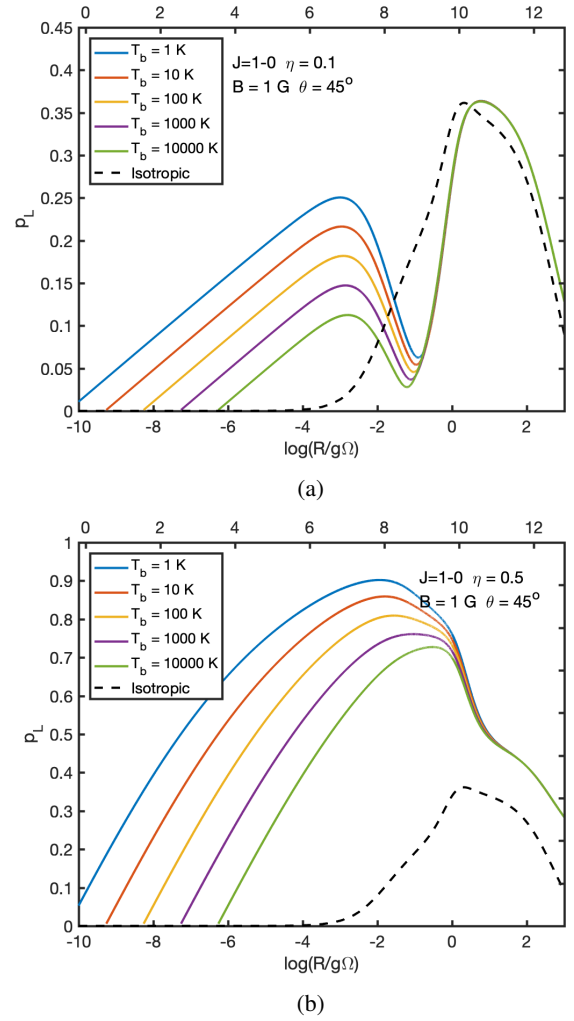 0 2 4 6 8 10 12
0.45
0.4
0.35
0.3
0.25
0.2
0.15
0.1
0.05
0
p_L
T_b = 1 K
T_b = 10 K
T_b = 100 K
T_b = 1000 K
T_b = 10000 K
Isotropic
J=1-0 η = 0.1
B = 1 G θ = 45°
-10 -8 -6 -4 -2 0 2
log(R/gΩ)
(a)
0 2 4 6 8 10 12
1
0.9
0.8
0.7
0.6
0.5
0.4
0.3
0.2
0.1
0
p_L
T_b = 1 K
T_b = 10 K
T_b = 100 K
T_b = 1000 K
T_b = 10000 K
Isotropic
J=1-0 η = 0.5
B = 1 G θ = 45°
-10 -8 -6 -4 -2 0 2
log(R/gΩ)
(b)